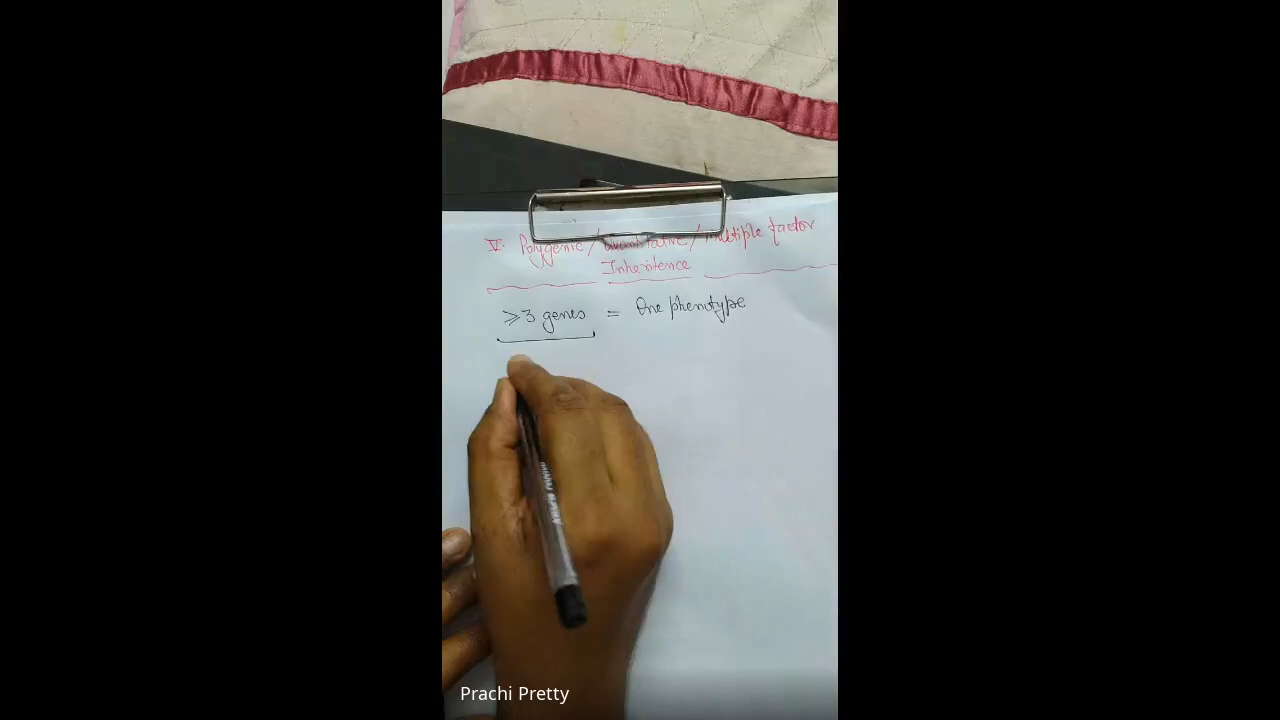 V. Polygenic / Quantitative / Multiple factor
Inheritence
≥3 genes = One phenotype
Prachi Pretty